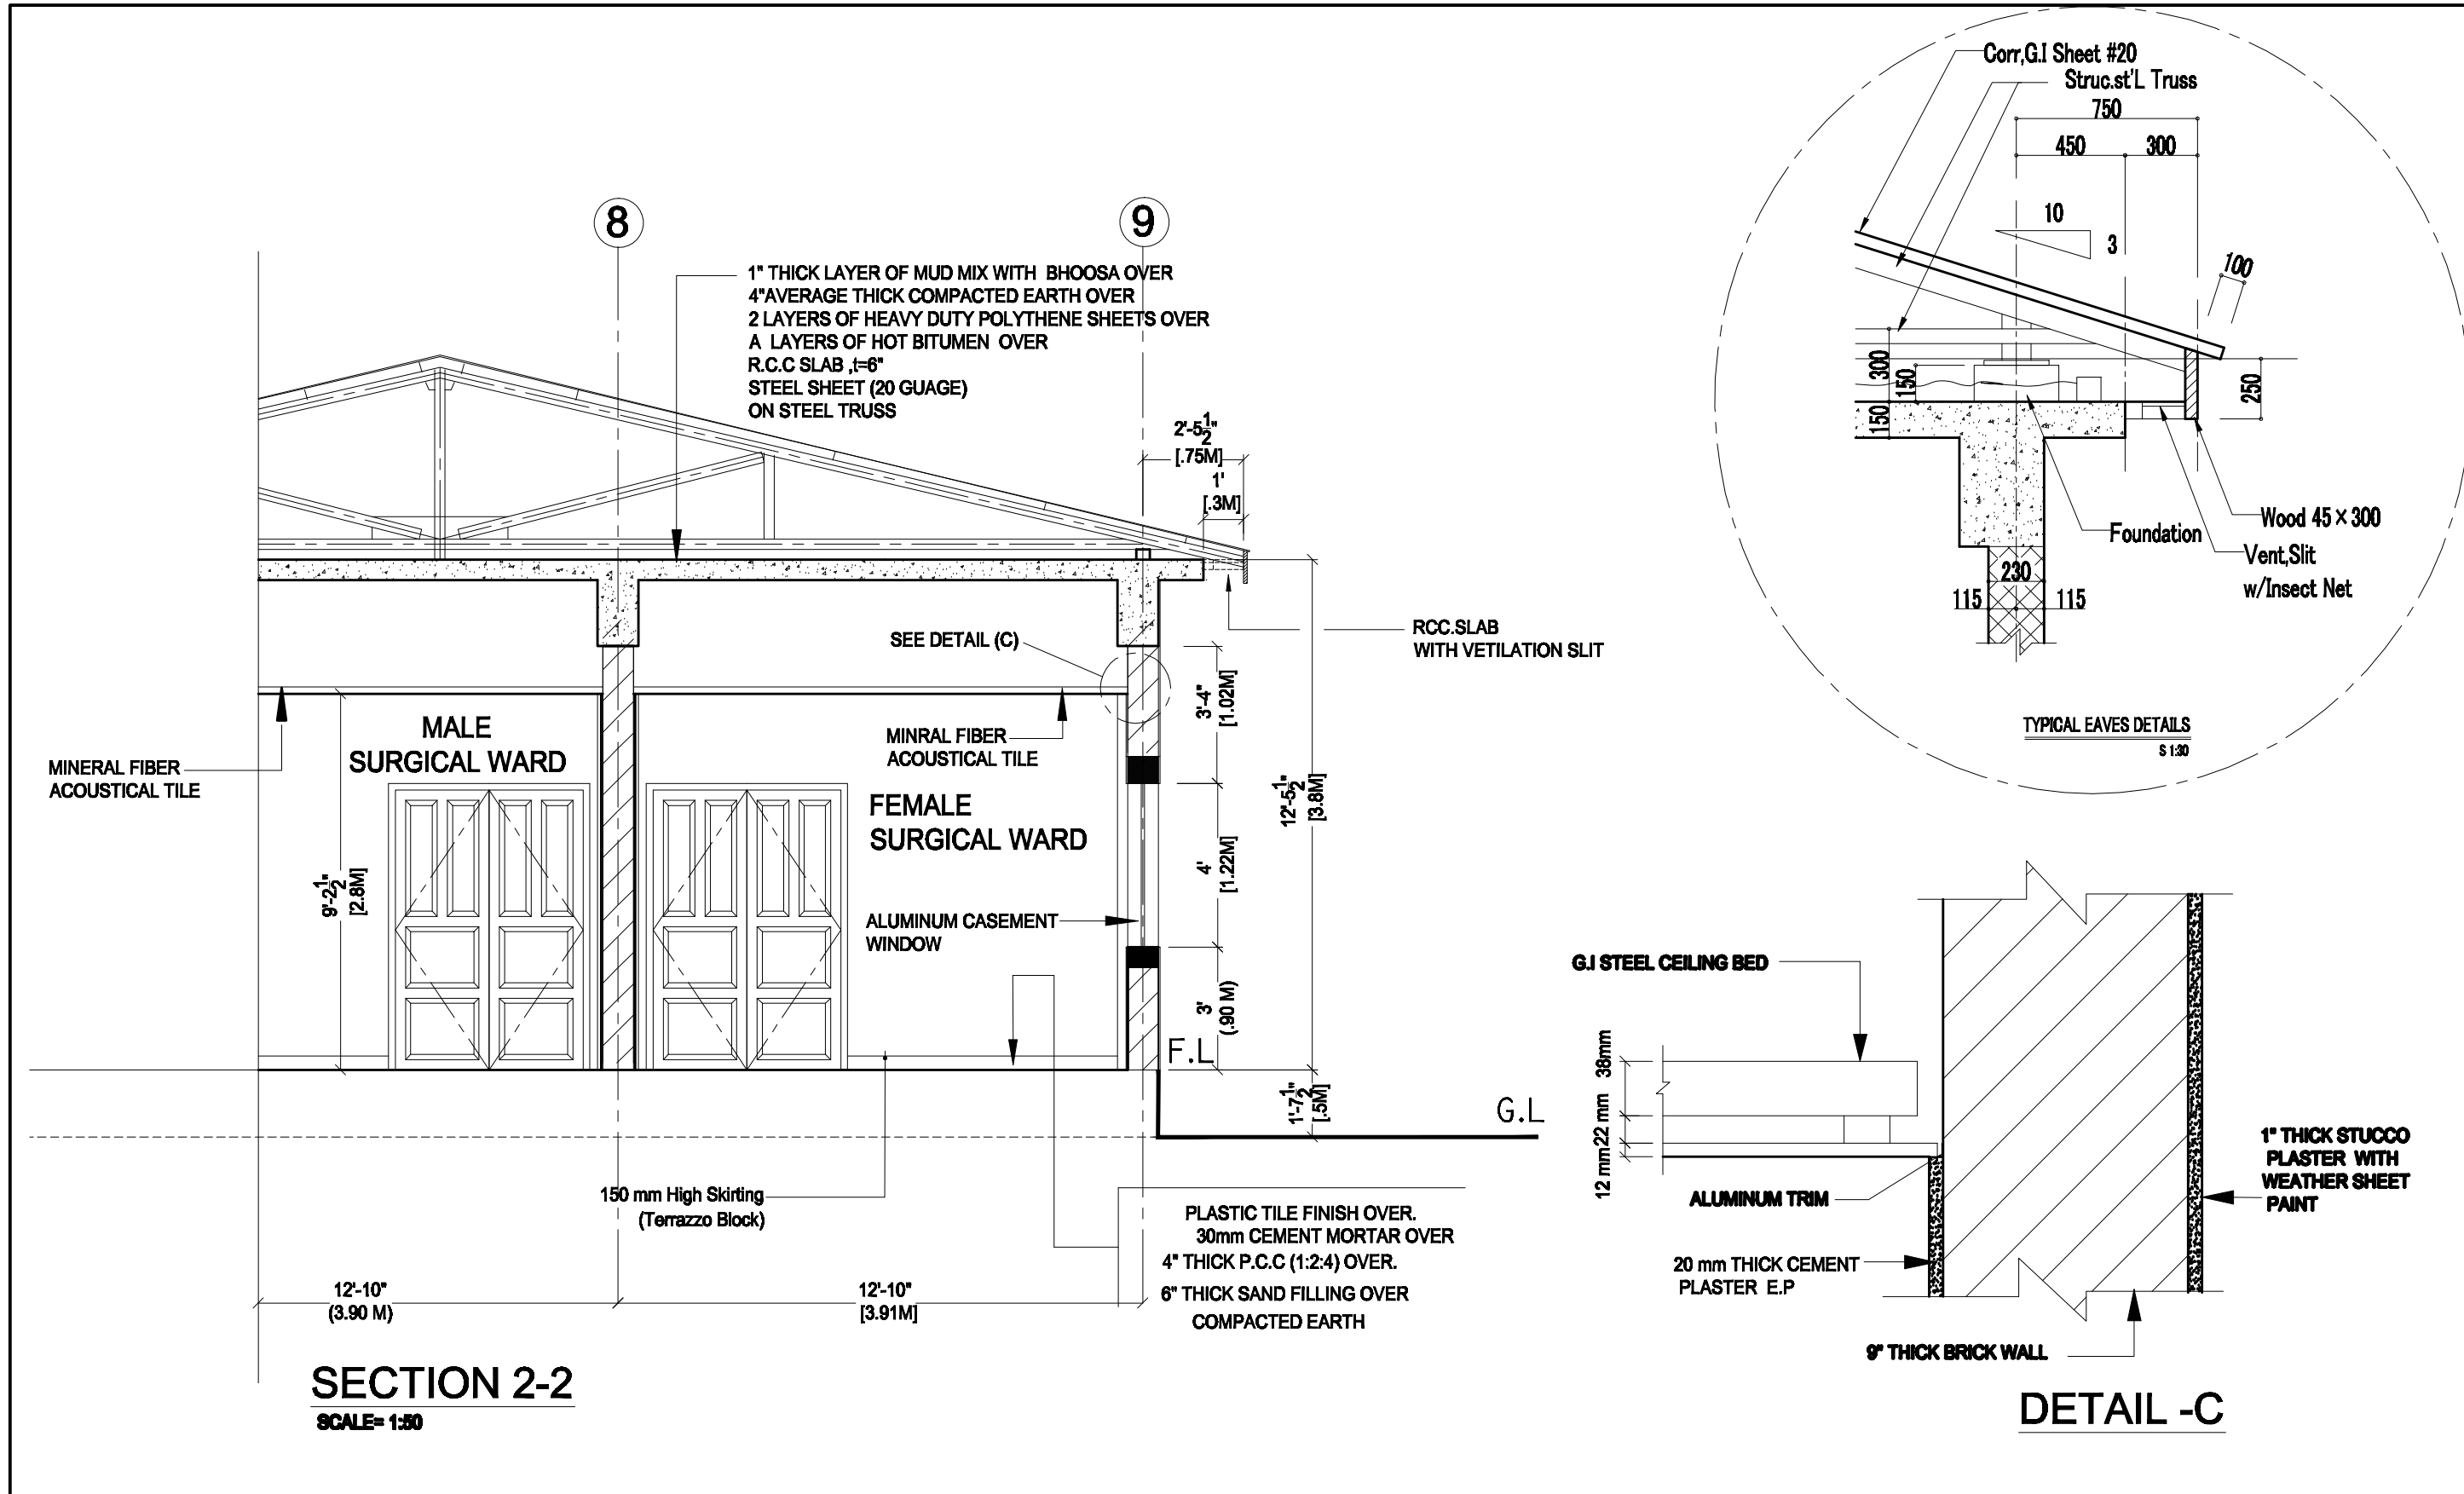 Corr,G.I Sheet #20
Struc.st'L Truss
750
450
300
10
3
100
300
150
150
250
Wood 45×300
Foundation
Vent,Slit
w/Insect Net
230
115
115
TYPICAL EAVES DETAILS
S 1:30
8
9
1" THICK LAYER OF MUD MIX WITH BHOOSA OVER
4"AVERAGE THICK COMPACTED EARTH OVER
2 LAYERS OF HEAVY DUTY POLYTHENE SHEETS OVER
A LAYERS OF HOT BITUMEN OVER
R.C.C SLAB ,t=6"
STEEL SHEET (20 GUAGE)
ON STEEL TRUSS
2'-5½"
[.75M]
1'
[.3M]
RCC.SLAB
WITH VETILATION SLIT
SEE DETAIL (C)
3'-4"
[1.02M]
12'-5½"
[3.8M]
MALE
SURGICAL WARD
MINERAL FIBER
ACOUSTICAL TILE
MINRAL FIBER
ACOUSTICAL TILE
FEMALE
SURGICAL WARD
9'-2½"
[2.8M]
4'
[1.22M]
ALUMINUM CASEMENT
WINDOW
3'
(.90 M)
F.L
1'-7½"
[.5M]
G.L
150 mm High Skirting
(Terrazzo Block)
PLASTIC TILE FINISH OVER.
30mm CEMENT MORTAR OVER
4" THICK P.C.C (1:2:4) OVER.
6" THICK SAND FILLING OVER
COMPACTED EARTH
12'-10"
(3.90 M)
12'-10"
[3.91M]
SECTION 2-2
SCALE= 1:50
G.I STEEL CEILING BED
38mm
22 mm
12 mm
ALUMINUM TRIM
20 mm THICK CEMENT
PLASTER E.P
1" THICK STUCCO
PLASTER WITH
WEATHER SHEET
PAINT
9" THICK BRICK WALL
DETAIL -C